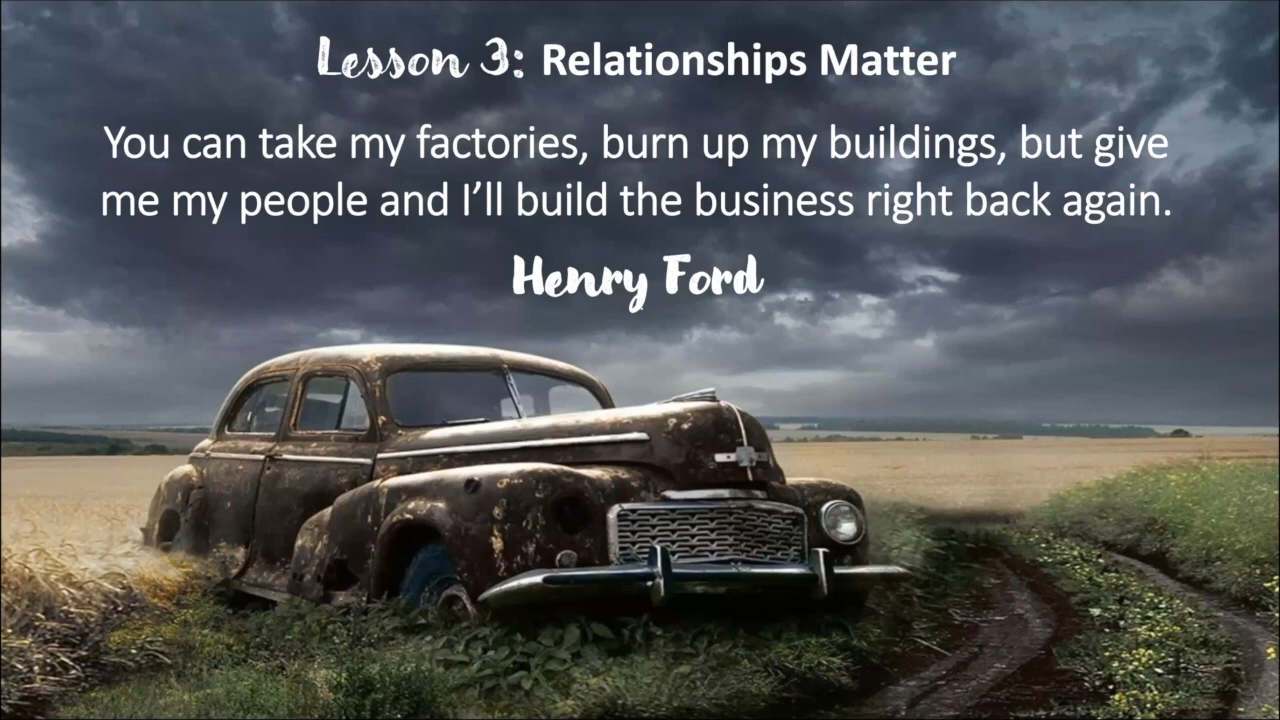 Lesson 3: Relationships Matter
You can take my factories, burn up my buildings, but give
me my people and I’ll build the business right back again.
Henry Ford